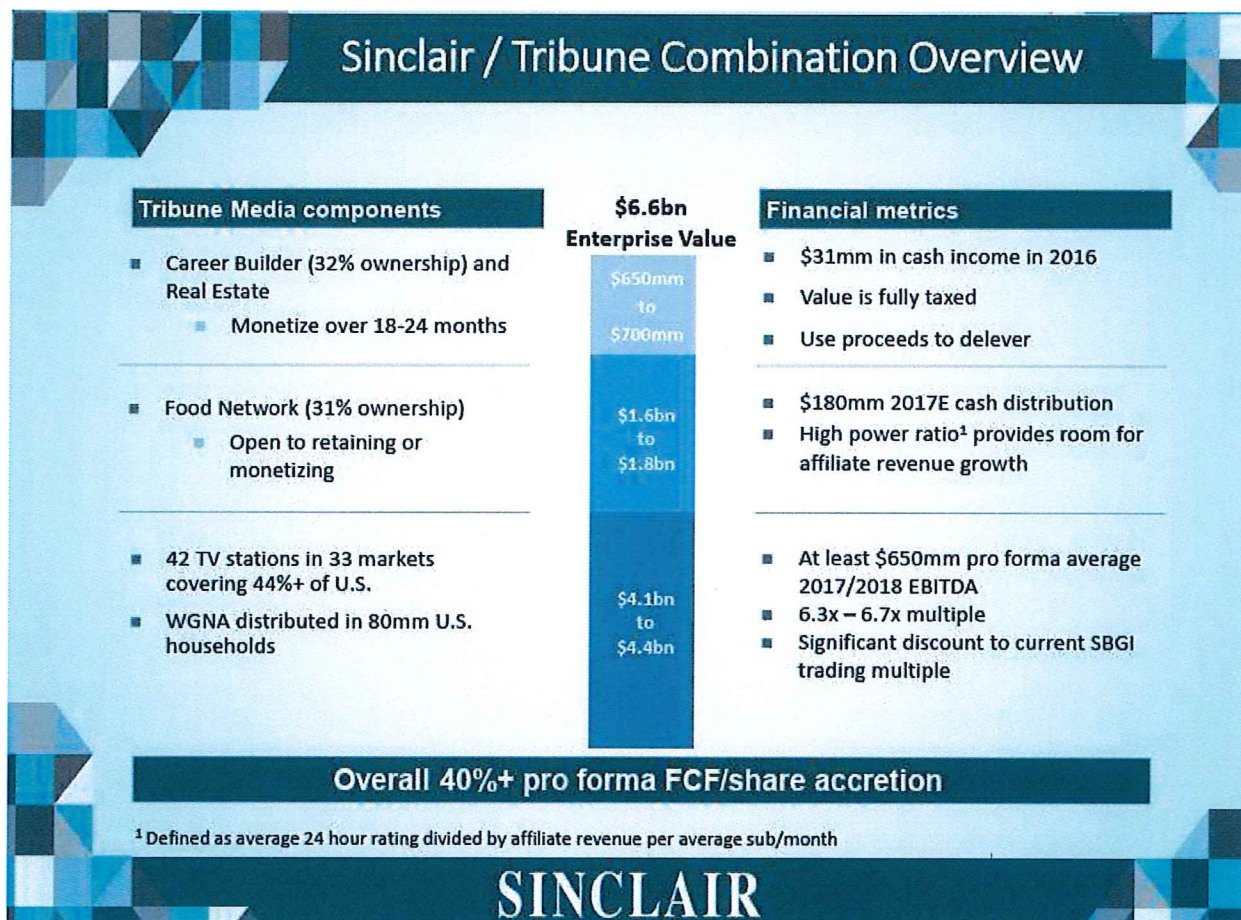 Sinclair / Tribune Combination Overview
Tribune Media components
■ Career Builder (32% ownership) and
Real Estate
■ Monetize over 18-24 months
■ Food Network (31% ownership)
■ Open to retaining or
monetizing
■ 42 TV stations in 33 markets
covering 44%+ of U.S.
■ WGNA distributed in 80mm U.S.
households
$6.6bn
Enterprise Value
$650mm
to
$700mm
$1.6bn
to
$1.8bn
$4.1bn
to
$4.4bn
Financial metrics
■ $31mm in cash income in 2016
■ Value is fully taxed
■ Use proceeds to delever
■ $180mm 2017E cash distribution
■ High power ratio¹ provides room for
affiliate revenue growth
■ At least $650mm pro forma average
2017/2018 EBITDA
■ 6.3x – 6.7x multiple
■ Significant discount to current SBGI
trading multiple
Overall 40%+ pro forma FCF/share accretion
¹ Defined as average 24 hour rating divided by affiliate revenue per average sub/month
SINCLAIR